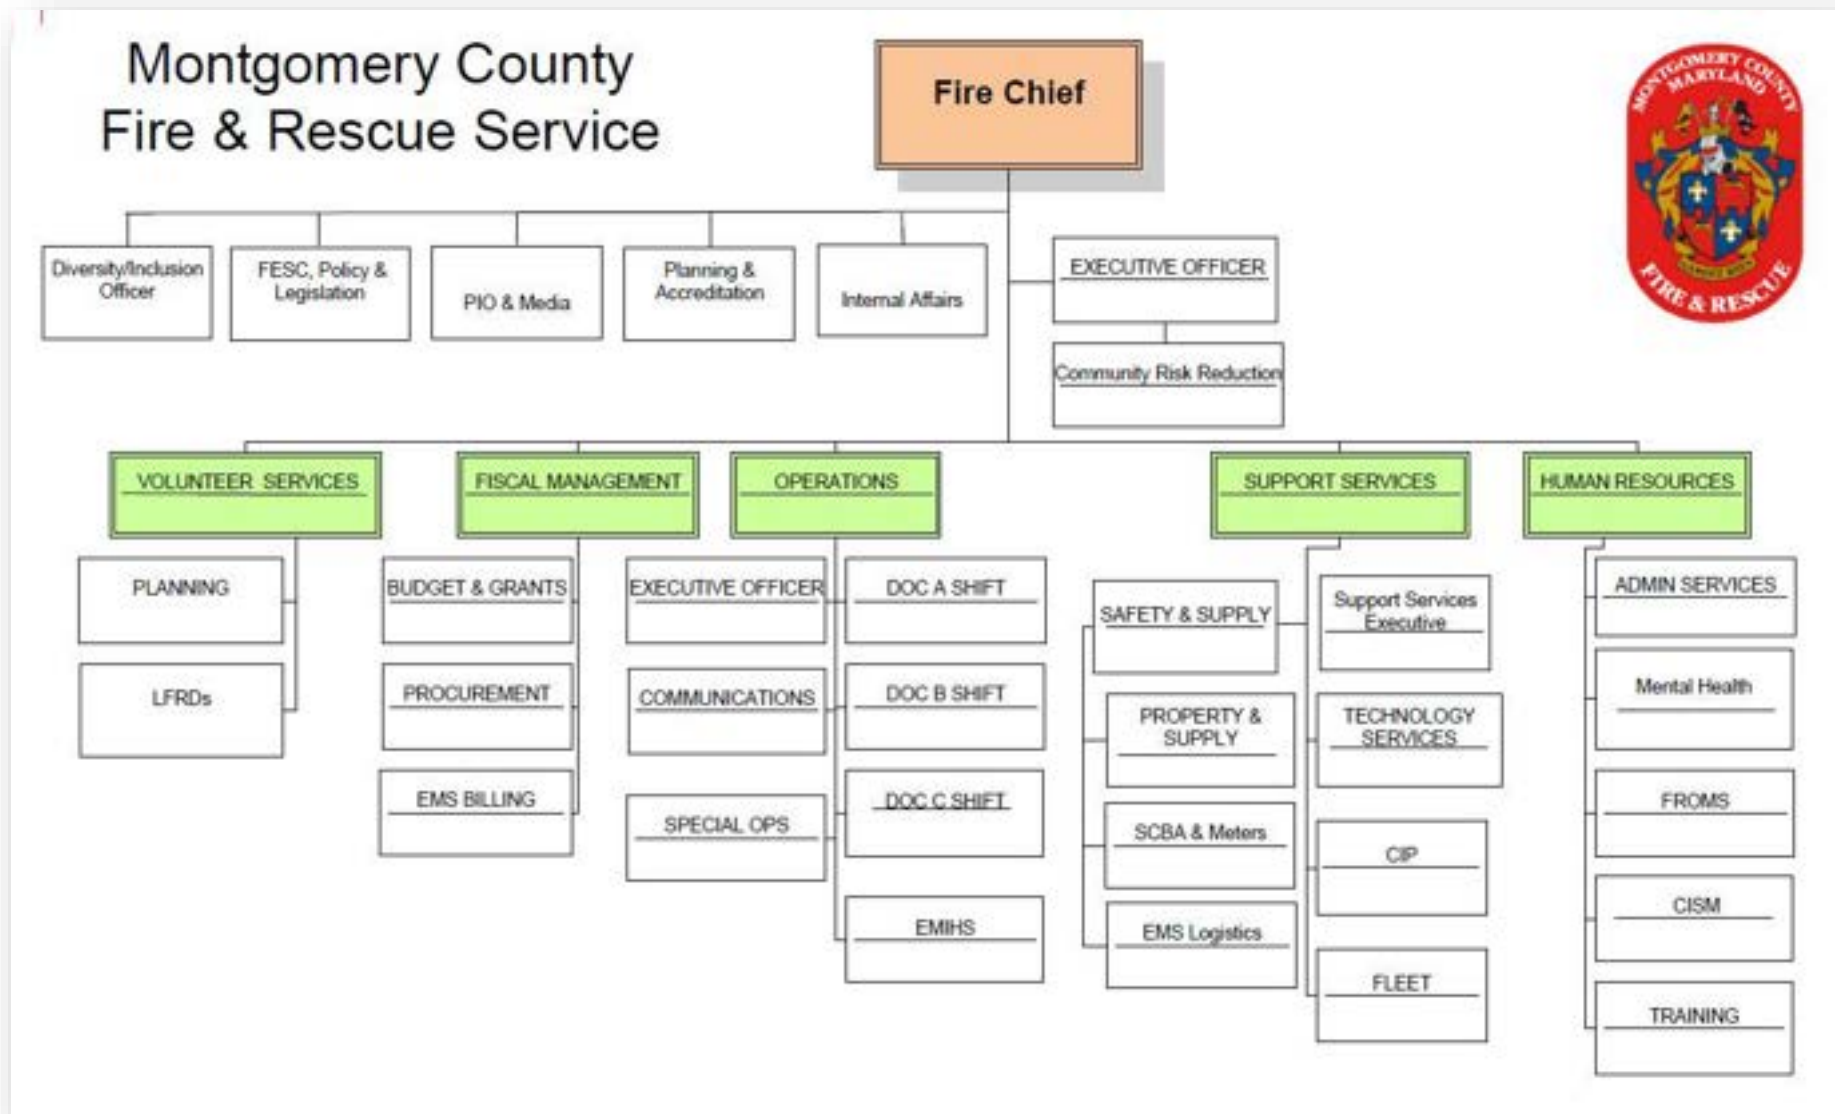 Montgomery County
Fire & Rescue Service
Fire Chief
MONTGOMERY COUNTY
MARYLAND
FIRE & RESCUE
Diversity/Inclusion
Officer
FESC, Policy &
Legislation
PIO & Media
Planning &
Accreditation
Internal Affairs
EXECUTIVE OFFICER
Community Risk Reduction
VOLUNTEER SERVICES
PLANNING
LFRDs
FISCAL MANAGEMENT
BUDGET & GRANTS
PROCUREMENT
EMS BILLING
OPERATIONS
EXECUTIVE OFFICER
COMMUNICATIONS
SPECIAL OPS
DOC A SHIFT
DOC B SHIFT
DOC C SHIFT
EMIHS
SUPPORT SERVICES
SAFETY & SUPPLY
PROPERTY &
SUPPLY
SCBA & Meters
EMS Logistics
Support Services
Executive
TECHNOLOGY
SERVICES
CIP
FLEET
HUMAN RESOURCES
ADMIN SERVICES
Mental Health
FROMS
CISM
TRAINING